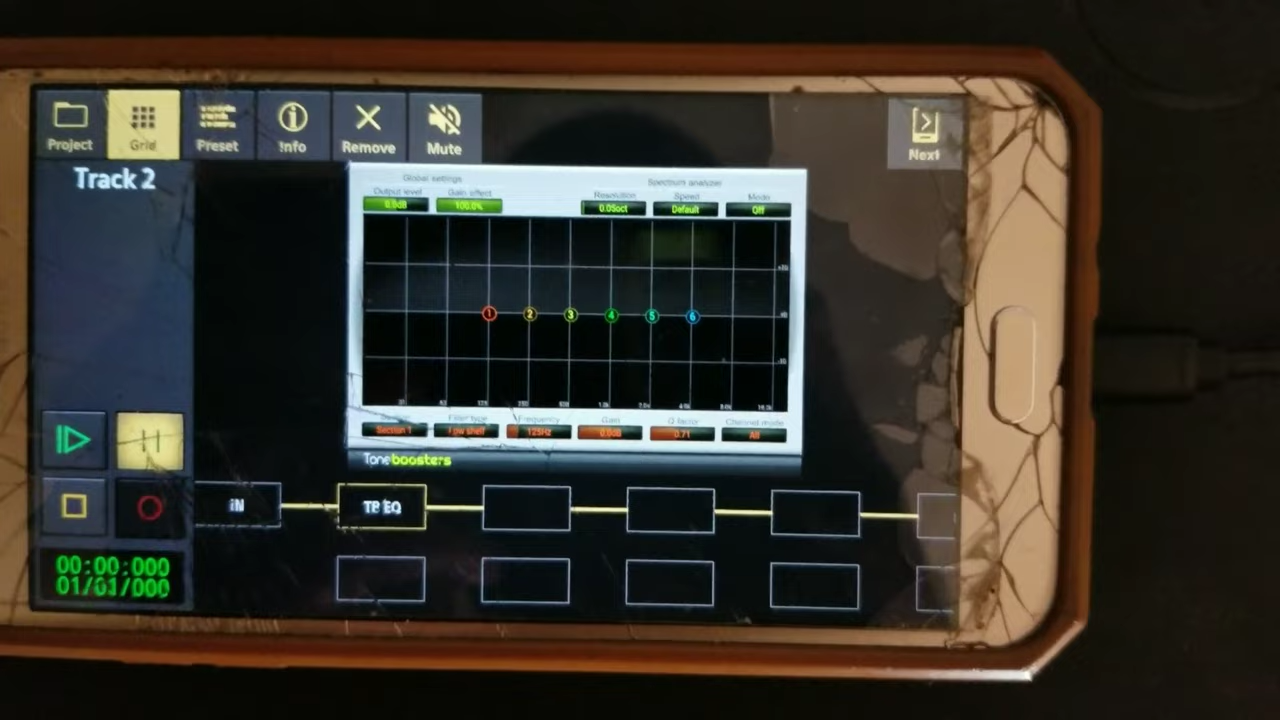 Project
Grid
Preset
Info
Remove
Mute
Next
Track 2
Global settings
Spectrum analyzer
Output level
Gain effect
Resolution
Speed
Mode
0.0dB
100.0%
0.05oct
Default
Off
1
2
3
4
5
6
Filter type
Frequency
Gain
Q factor
Channel mode
Section 1
Low shelf
125Hz
0.0dB
0.71
All
Toneboosters
IN
TB EQ
00:00:000
01/01/000